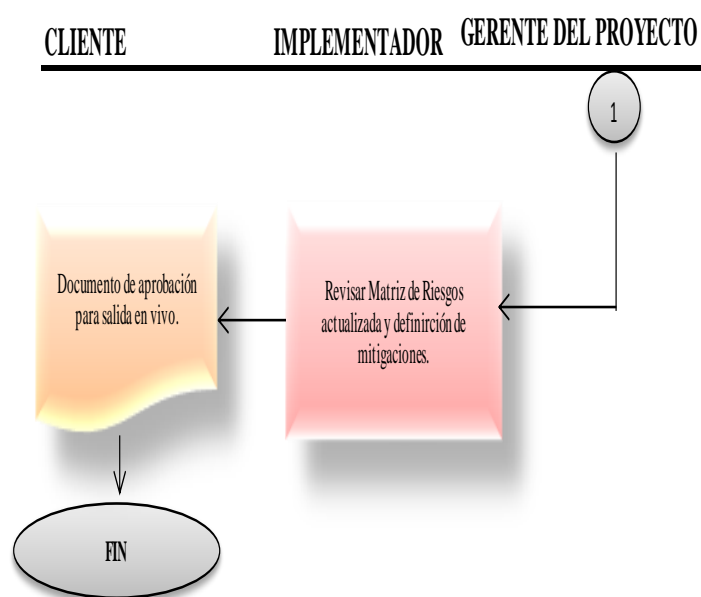 CLIENTE
IMPLEMENTADOR
GERENTE DEL PROYECTO
1
Documento de aprobación
para salida en vivo.
Revisar Matriz de Riesgos
actualizada y definirción de
mitigaciones.
FIN